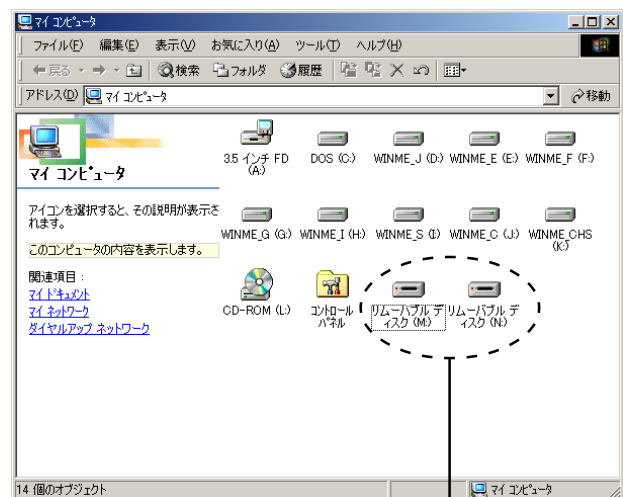 マイ コンピュータ
ファイル(F) 編集(E) 表示(V) お気に入り(A) ツール(T) ヘルプ(H)
戻る 検索 フォルダ 履歴
アドレス(D) マイ コンピュータ 移動
マイ コンピュータ
アイコンを選択すると、その説明が表示さ
れます。
このコンピュータの内容を表示します。
関連項目:
マイ ドキュメント
マイ ネットワーク
ダイヤルアップ ネットワーク
3.5 インチ FD
(A:)
DOS (C:)
WINME_J (D:)
WINME_E (E:)
WINME_F (F:)
WINME_G (G:)
WINME_I (H:)
WINME_S (I:)
WINME_C (J:)
WINME_CHS
(K:)
CD-ROM (L:)
コントロール
パネル
リムーバブル デ
ィスク (M:)
リムーバブル デ
ィスク (N:)
14 個のオブジェクト
マイ コンピュータ